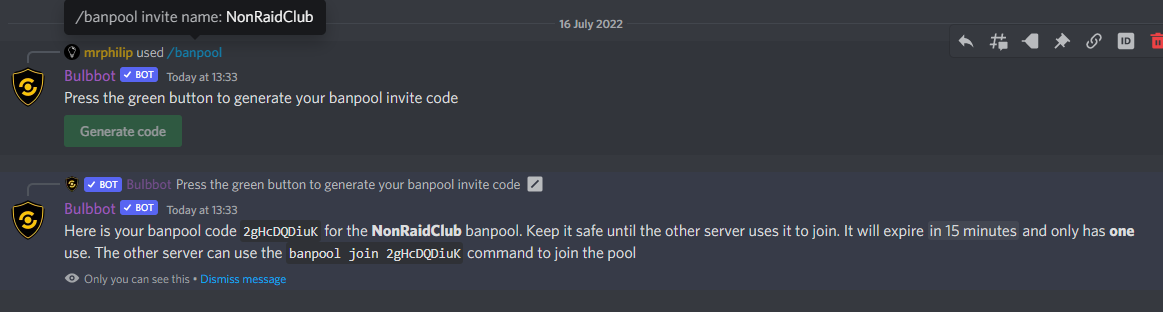 /banpool invite name: NonRaidClub
16 July 2022
mrphilip used /banpool
ID
Bulbbot ✓ BOT Today at 13:33
Press the green button to generate your banpool invite code
Generate code
✓ BOT Bulbbot Press the green button to generate your banpool invite code
Bulbbot ✓ BOT Today at 13:33
Here is your banpool code 2gHcDQDiuK for the NonRaidClub banpool. Keep it safe until the other server uses it to join. It will expire in 15 minutes and only has one
use. The other server can use the banpool join 2gHcDQDiuK command to join the pool
Only you can see this • Dismiss message